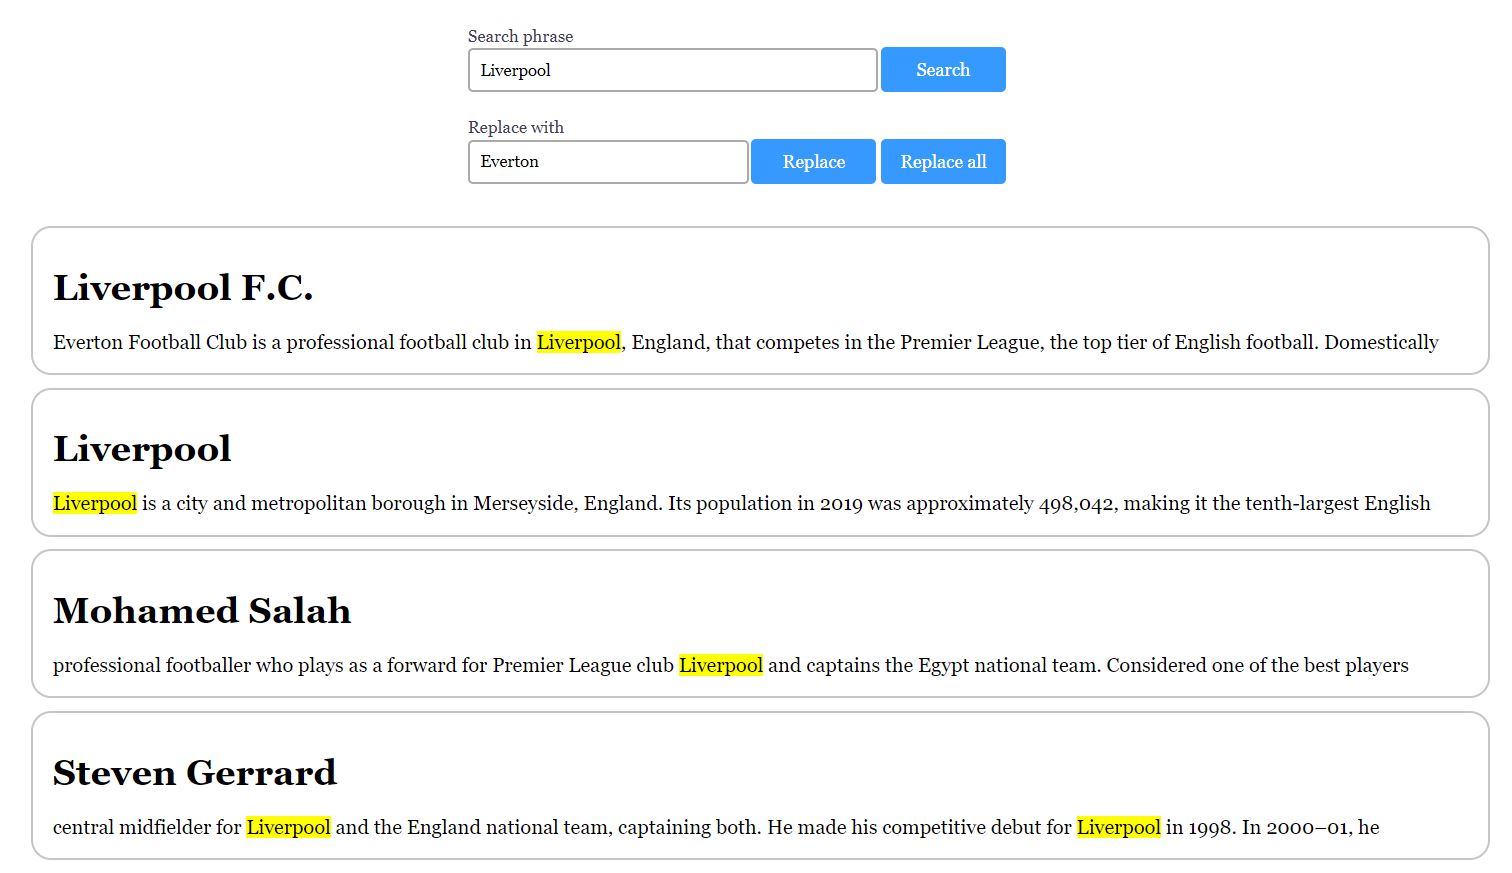 Search phrase
Liverpool Search
Replace with
Everton Replace Replace all
Liverpool F.C.
Everton Football Club is a professional football club in Liverpool, England, that competes in the Premier League, the top tier of English football. Domestically
Liverpool
Liverpool is a city and metropolitan borough in Merseyside, England. Its population in 2019 was approximately 498,042, making it the tenth-largest English
Mohamed Salah
professional footballer who plays as a forward for Premier League club Liverpool and captains the Egypt national team. Considered one of the best players
Steven Gerrard
central midfielder for Liverpool and the England national team, captaining both. He made his competitive debut for Liverpool in 1998. In 2000–01, he